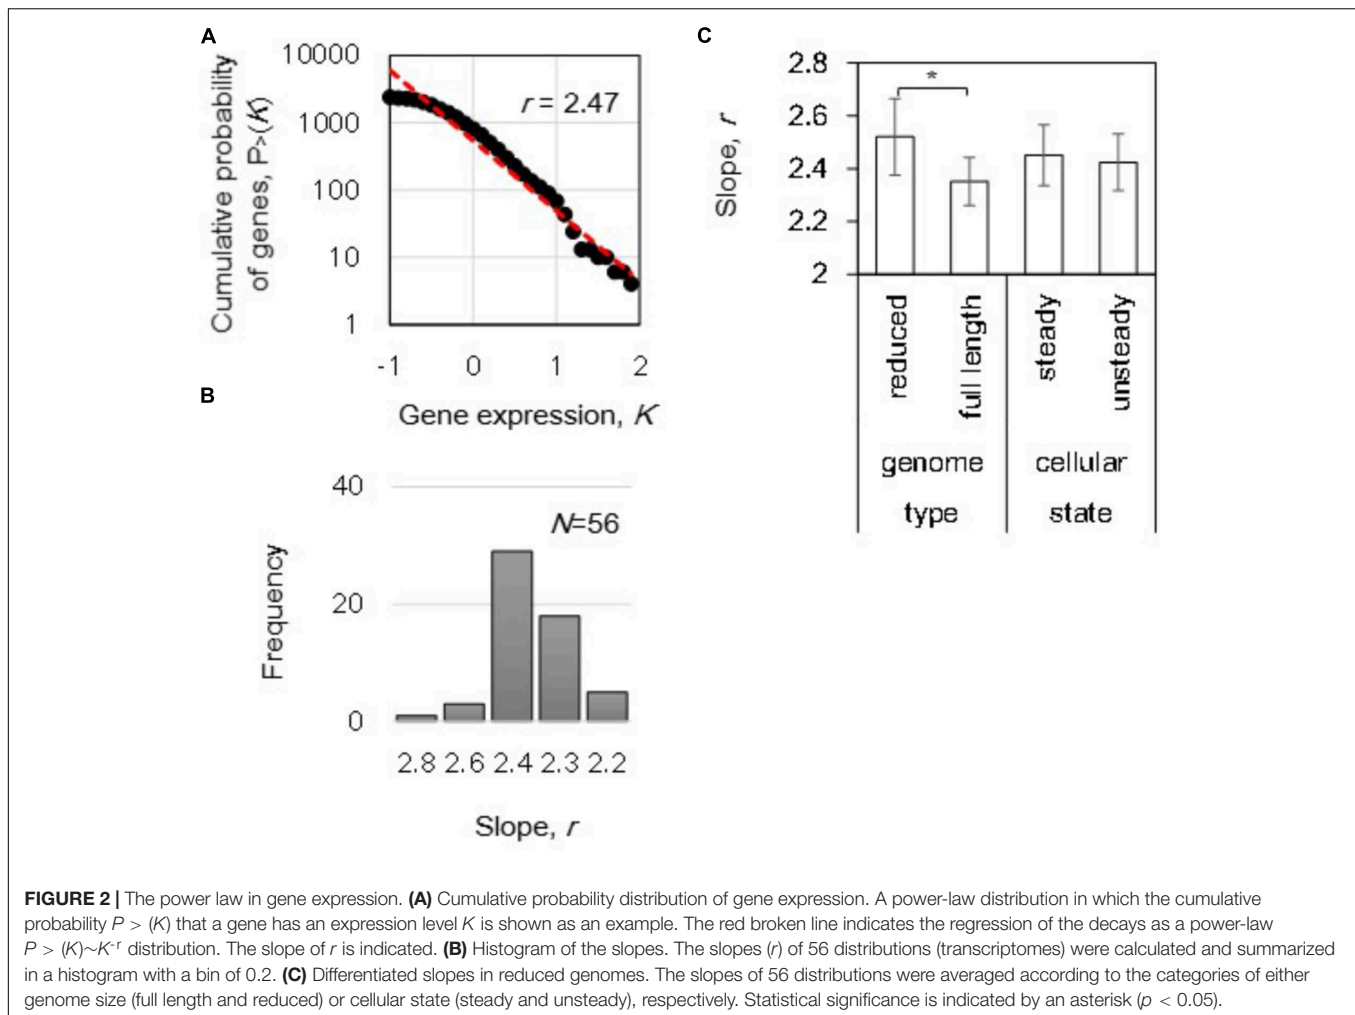 A
10000
1000
100
10
1
Cumulative probability
of genes, P>(K)
r = 2.47
-1 0 1 2
Gene expression, K
B
40
20
0
Frequency
N=56
2.8 2.6 2.4 2.3 2.2
Slope, r
C
2.8
2.6
2.4
2.2
2
Slope, r
*
reduced
full length
steady
unsteady
genome
type
cellular
state
FIGURE 2 | The power law in gene expression. (A) Cumulative probability distribution of gene expression. A power-law distribution in which the cumulative
probability P > (K) that a gene has an expression level K is shown as an example. The red broken line indicates the regression of the decays as a power-law
P > (K)~K⁻ʳ distribution. The slope of r is indicated. (B) Histogram of the slopes. The slopes (r) of 56 distributions (transcriptomes) were calculated and summarized
in a histogram with a bin of 0.2. (C) Differentiated slopes in reduced genomes. The slopes of 56 distributions were averaged according to the categories of either
genome size (full length and reduced) or cellular state (steady and unsteady), respectively. Statistical significance is indicated by an asterisk (p < 0.05).